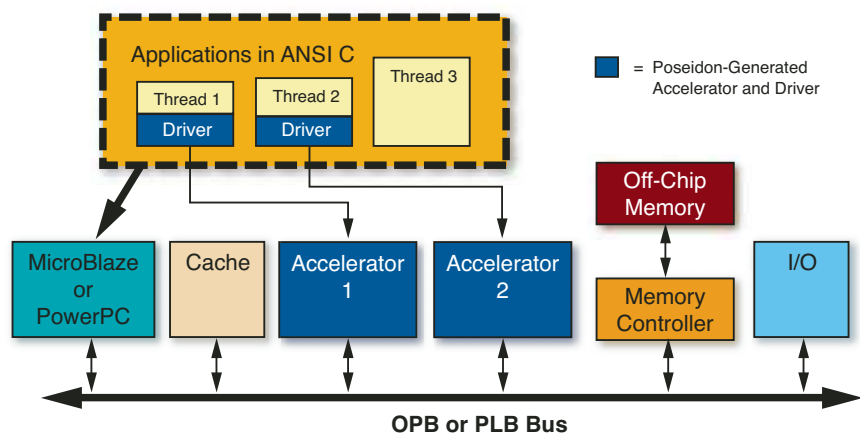 Applications in ANSI C
Thread 1
Driver
Thread 2
Driver
Thread 3
= Poseidon-Generated
Accelerator and Driver
Off-Chip
Memory
MicroBlaze
or
PowerPC
Cache
Accelerator
1
Accelerator
2
Memory
Controller
I/O
OPB or PLB Bus